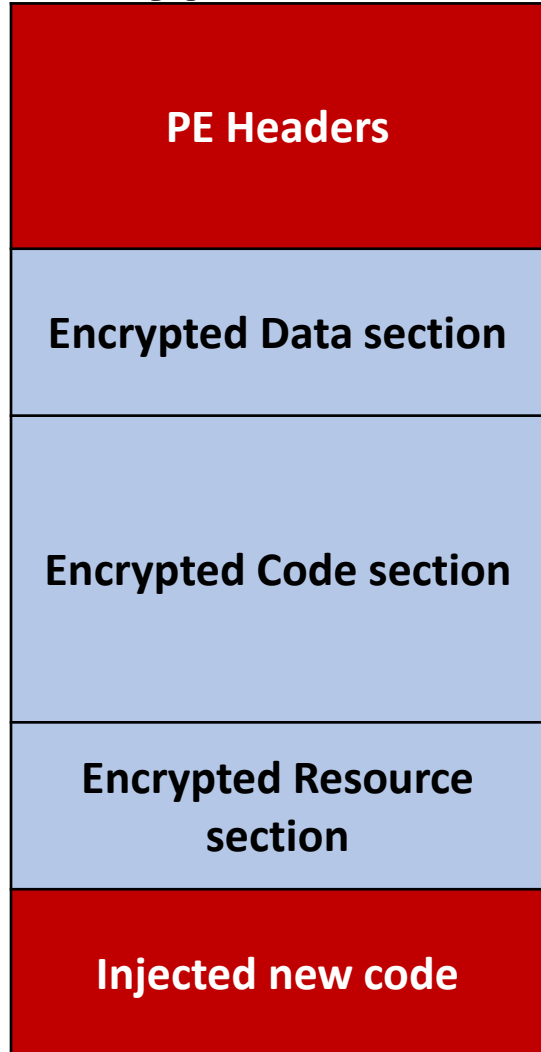 PE Headers
Encrypted Data section
Encrypted Code section
Encrypted Resource
section
Injected new code